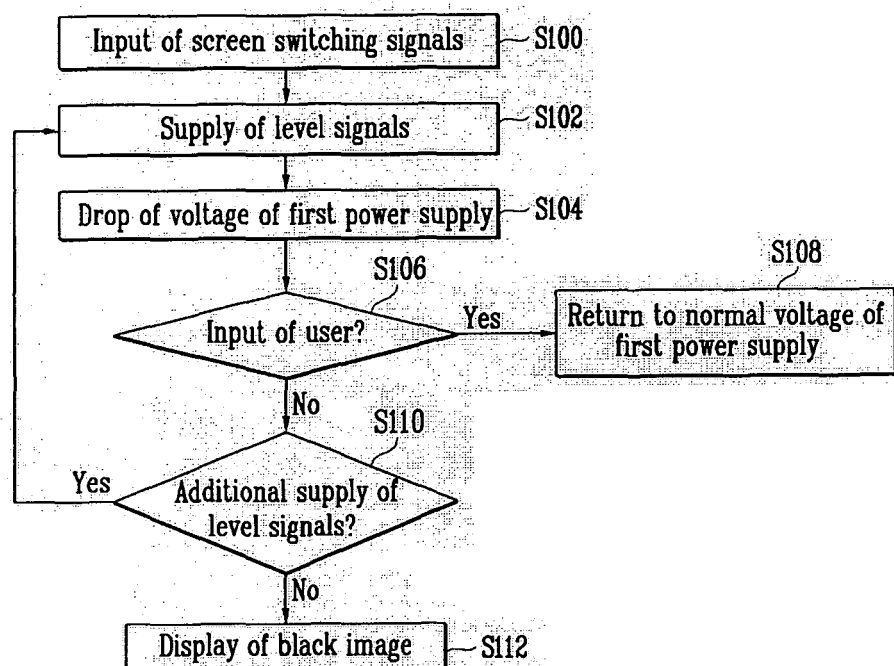 Input of screen switching signals
S100
Supply of level signals
S102
Drop of voltage of first power supply
S104
S106
Input of user?
Yes
S108
Return to normal voltage of
first power supply
No
S110
Yes
Additional supply of
level signals?
No
Display of black image
S112